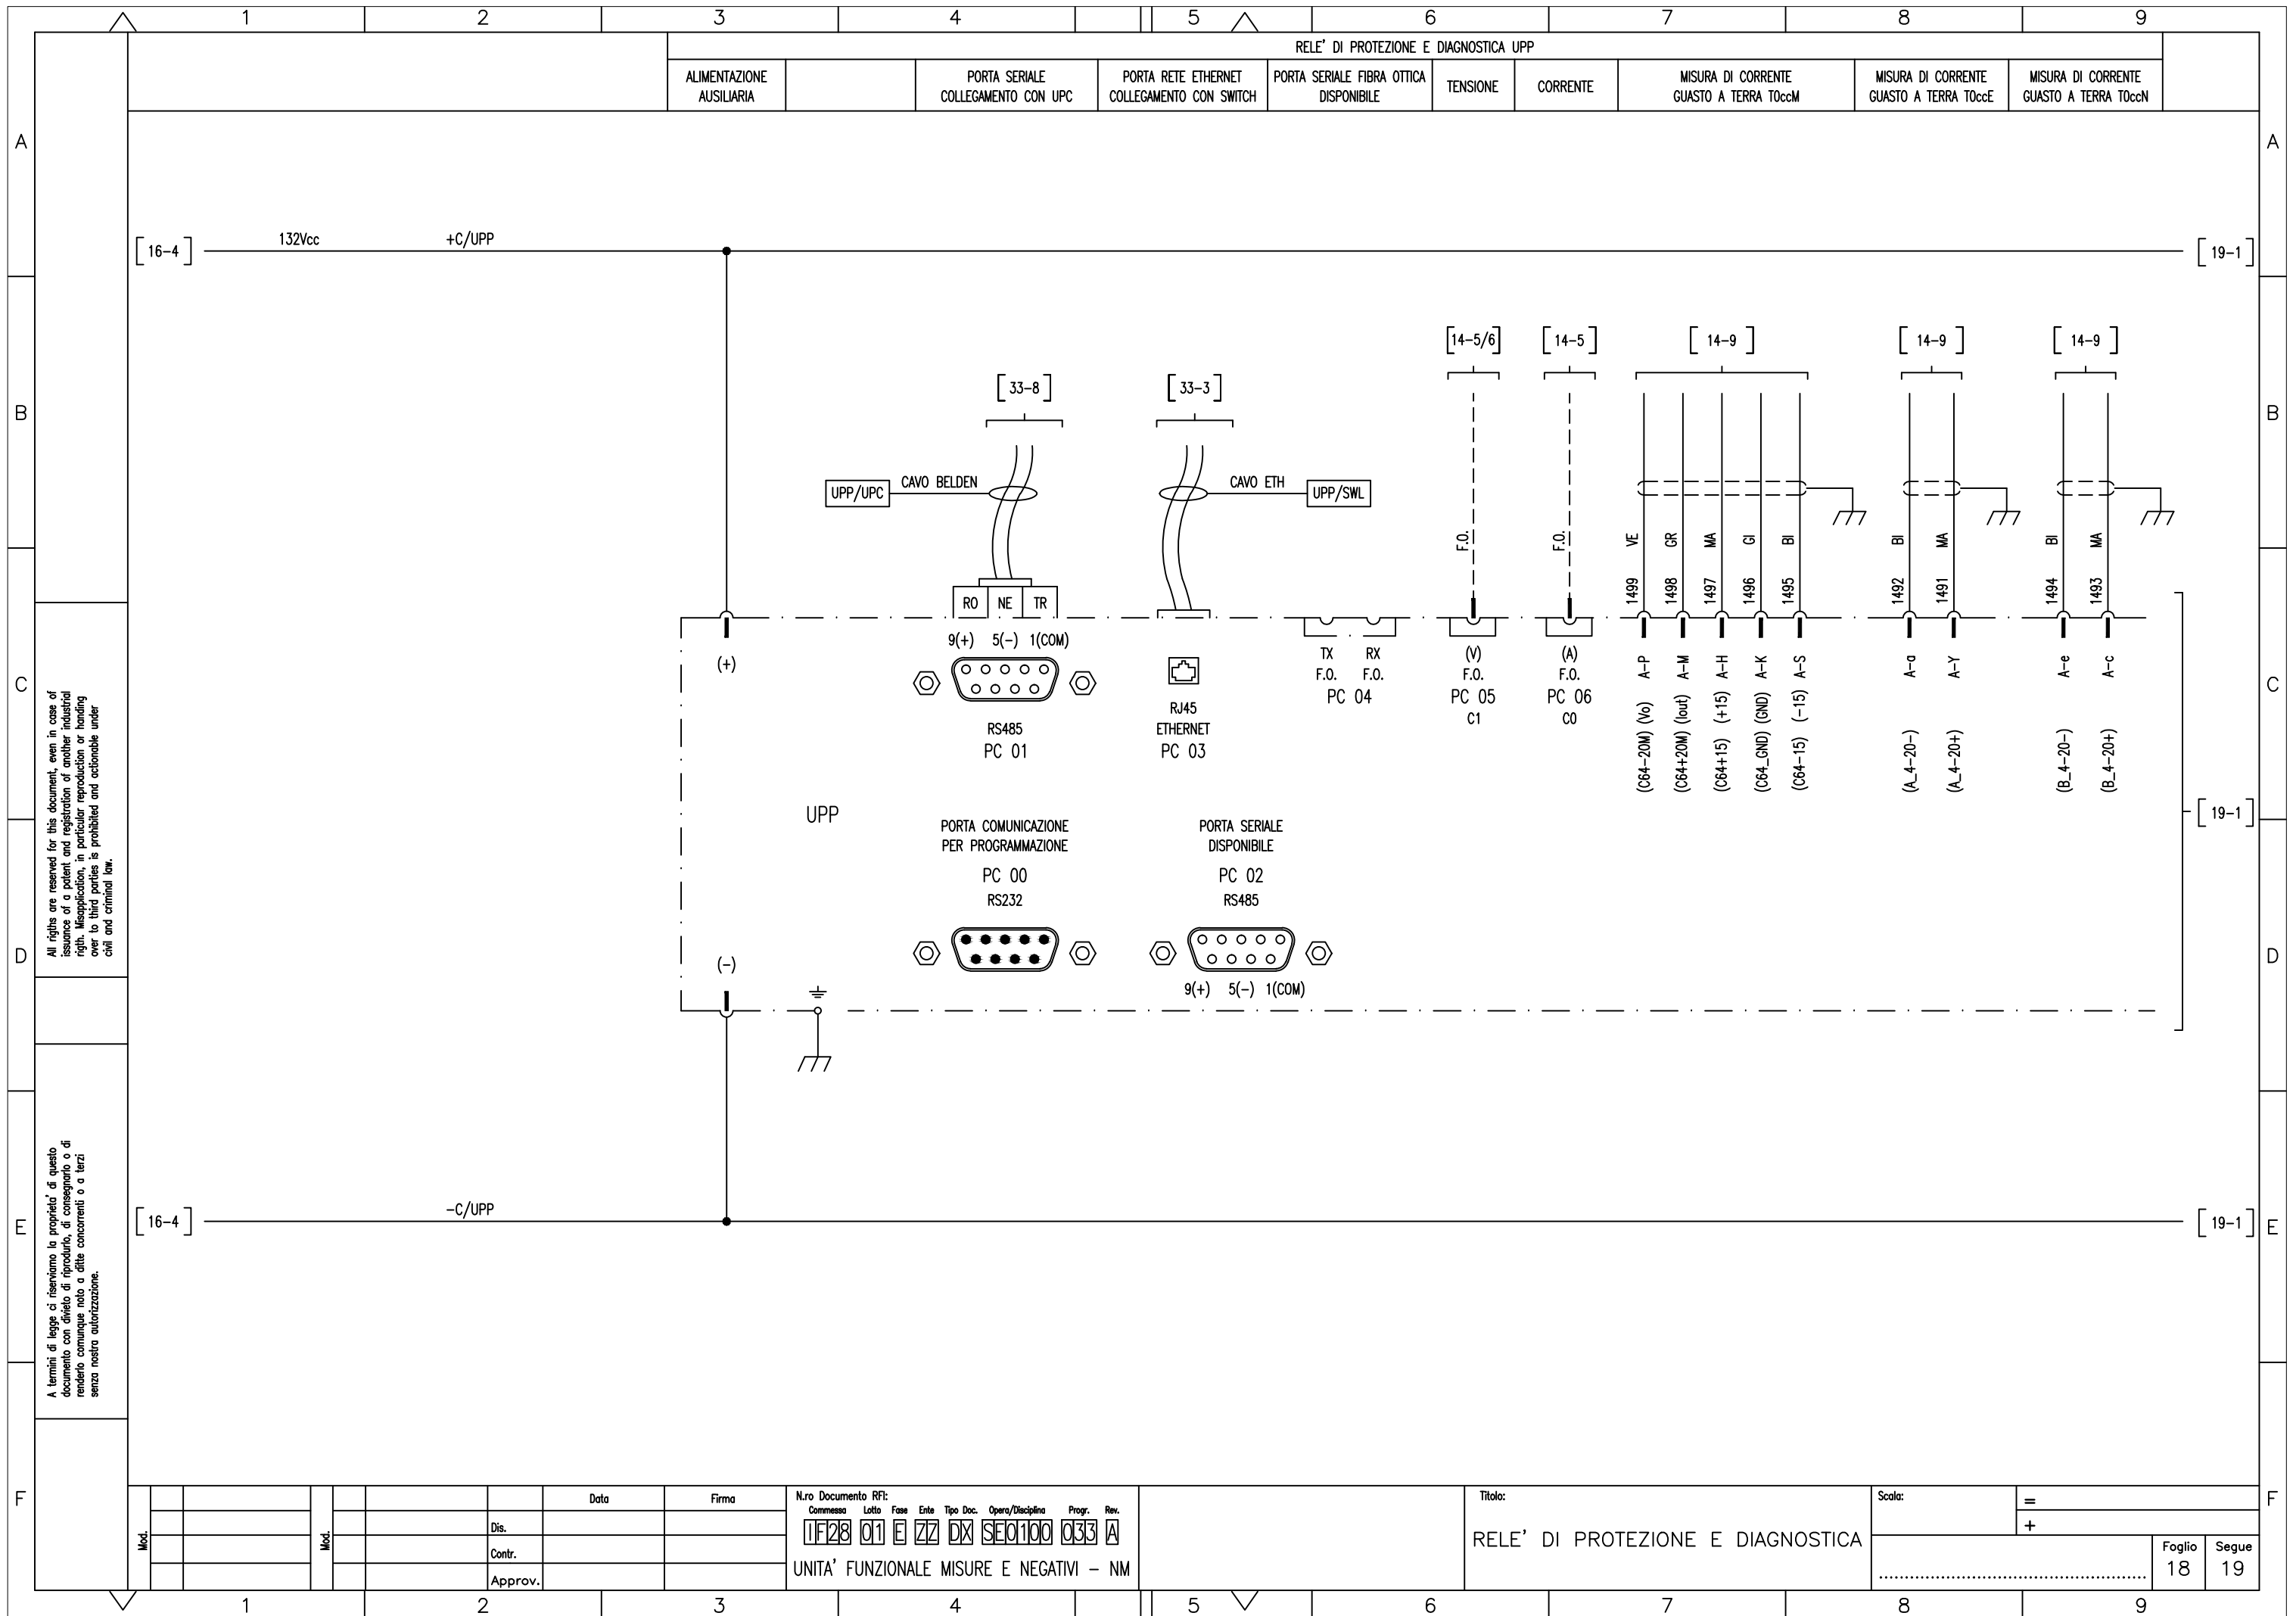 1 2 3 4 5 6 7 8 9
RELE' DI PROTEZIONE E DIAGNOSTICA UPP
ALIMENTAZIONE
AUSILIARIA
PORTA SERIALE
COLLEGAMENTO CON UPC
PORTA RETE ETHERNET
COLLEGAMENTO CON SWITCH
PORTA SERIALE FIBRA OTTICA
DISPONIBILE
TENSIONE
CORRENTE
MISURA DI CORRENTE
GUASTO A TERRA TOccM
MISURA DI CORRENTE
GUASTO A TERRA TOccE
MISURA DI CORRENTE
GUASTO A TERRA TOccN
A A
16-4 132Vcc +C/UPP 19-1
14-5/6 14-5 14-9 14-9 14-9
33-8 33-3
B B
UPP/UPC CAVO BELDEN CAVO ETH UPP/SWL
F.O. F.O. VE GR MA GI BI BI MA BI MA
1499 1498 1497 1496 1495 1492 1491 1494 1493
RO NE TR
9(+) 5(-) 1(COM)
(+)
C C
RS485
PC 01
RJ45
ETHERNET
PC 03
TX RX
F.O. F.O.
PC 04
(V)
F.O.
PC 05
C1
(A)
F.O.
PC 06
C0
(C64-20M) (Vo) A-P
(C64+20M) (Iout) A-M
(C64+15) (+15) A-H
(C64_GND) (GND) A-K
(C64-15) (-15) A-S
(A_4-20-) A-a
(A_4-20+) A-Y
(B_4-20-) A-e
(B_4-20+) A-c
UPP
19-1
PORTA COMUNICAZIONE
PER PROGRAMMAZIONE
PC 00
RS232
PORTA SERIALE
DISPONIBILE
PC 02
RS485
9(+) 5(-) 1(COM)
D D
(-)
All rigths are reserved for this document, even in case of
issuance of a patent and registration of another industrial
rigth. Misapplication, in particular reproduction or handing
over to third parties is prohibited and actionable under
civil and criminal law.
16-4 -C/UPP 19-1
E E
A termini di legge ci riserviamo la proprieta' di questo
documento con divieto di riprodurlo, di consegnarlo o di
renderlo comunque noto a ditte concorrenti o a terzi
senza nostra autorizzazione.
F F
Mod. Mod.
Data Firma
Dis.
Contr.
Approv.
N.ro Documento RFI:
Commessa Lotto Fase Ente Tipo Doc. Opera/Disciplina Progr. Rev.
IF28 01 E ZZ DX SE0100 033 A
UNITA' FUNZIONALE MISURE E NEGATIVI - NM
Titolo:
RELE' DI PROTEZIONE E DIAGNOSTICA
Scala:
=
+
Foglio Segue
18 19
1 2 3 4 5 6 7 8 9